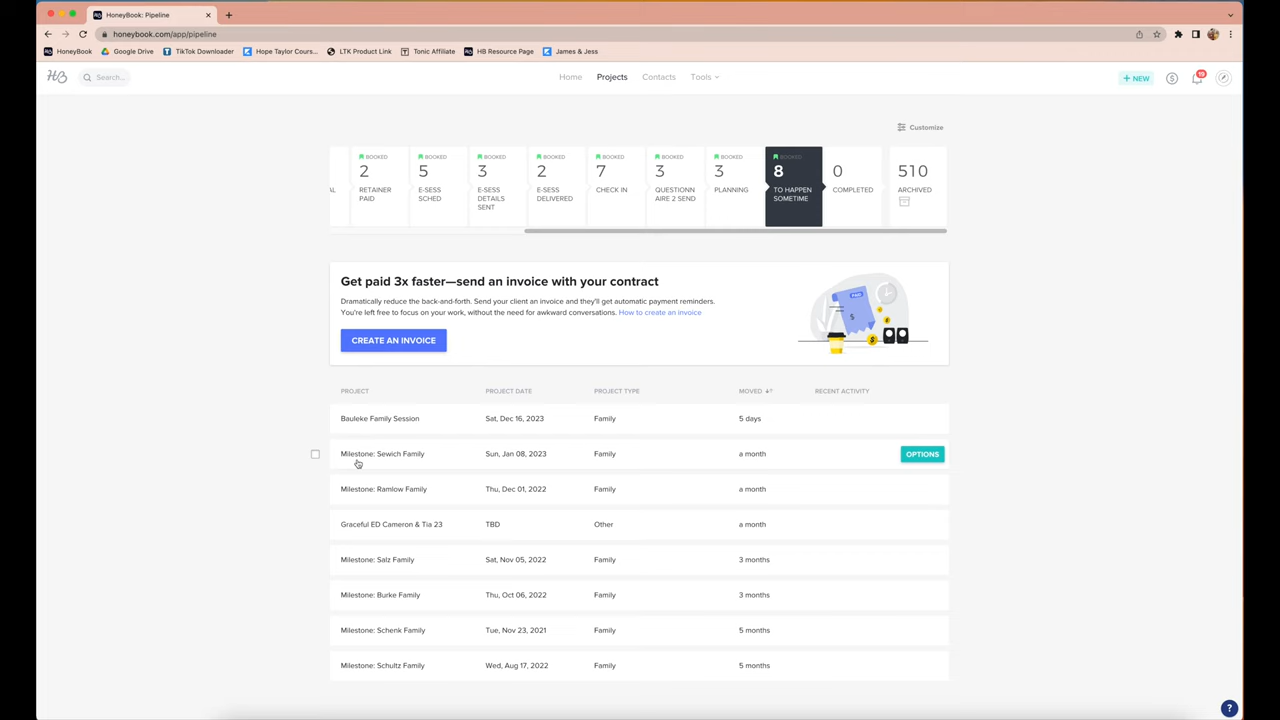 HoneyBook: Pipeline
honeybook.com/app/pipeline
HoneyBook Google Drive TikTok Downloader Hope Taylor Cours... LTK Product Link Tonic Affiliate HB Resource Page James & Jess
HB Search... Home Projects Contacts Tools + NEW 19
Customize
BOOKED BOOKED BOOKED BOOKED BOOKED BOOKED BOOKED BOOKED
2 5 3 2 7 3 3 8 0 510
AL RETAINER PAID
E-SESS SCHED
E-SESS DETAILS SENT
E-SESS DELIVERED
CHECK IN
QUESTIONN AIRE 2 SEND
PLANNING
TO HAPPEN SOMETIME
COMPLETED
ARCHIVED
Get paid 3x faster—send an invoice with your contract
Dramatically reduce the back-and-forth. Send your client an invoice and they'll get automatic payment reminders.
You're left free to focus on your work, without the need for awkward conversations. How to create an invoice
CREATE AN INVOICE
PROJECT PROJECT DATE PROJECT TYPE MOVED RECENT ACTIVITY
Bauleke Family Session Sat, Dec 16, 2023 Family 5 days
Milestone: Sewich Family Sun, Jan 08, 2023 Family a month OPTIONS
Milestone: Ramlow Family Thu, Dec 01, 2022 Family a month
Graceful ED Cameron & Tia 23 TBD Other a month
Milestone: Salz Family Sat, Nov 05, 2022 Family 3 months
Milestone: Burke Family Thu, Oct 06, 2022 Family 3 months
Milestone: Schenk Family Tue, Nov 23, 2021 Family 5 months
Milestone: Schultz Family Wed, Aug 17, 2022 Family 5 months
?